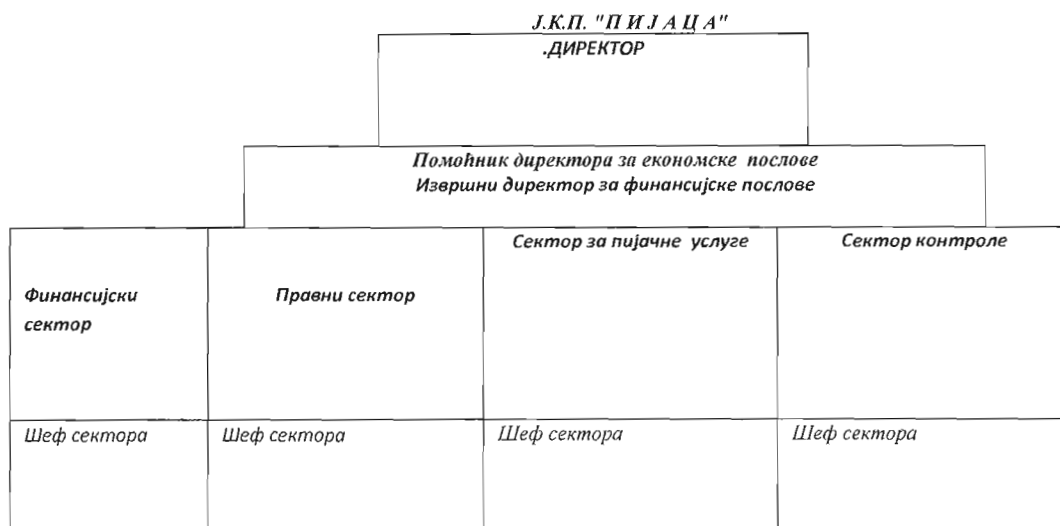 Ј.К.П. "П И Ј А Ц А"
.ДИРЕКТОР
Помоћник директора за економске послове
Извршни директор за финансијске послове
Финансијски
сектор
Правни сектор
Сектор за пијачне услуге
Сектор контроле
Шеф сектора
Шеф сектора
Шеф сектора
Шеф сектора